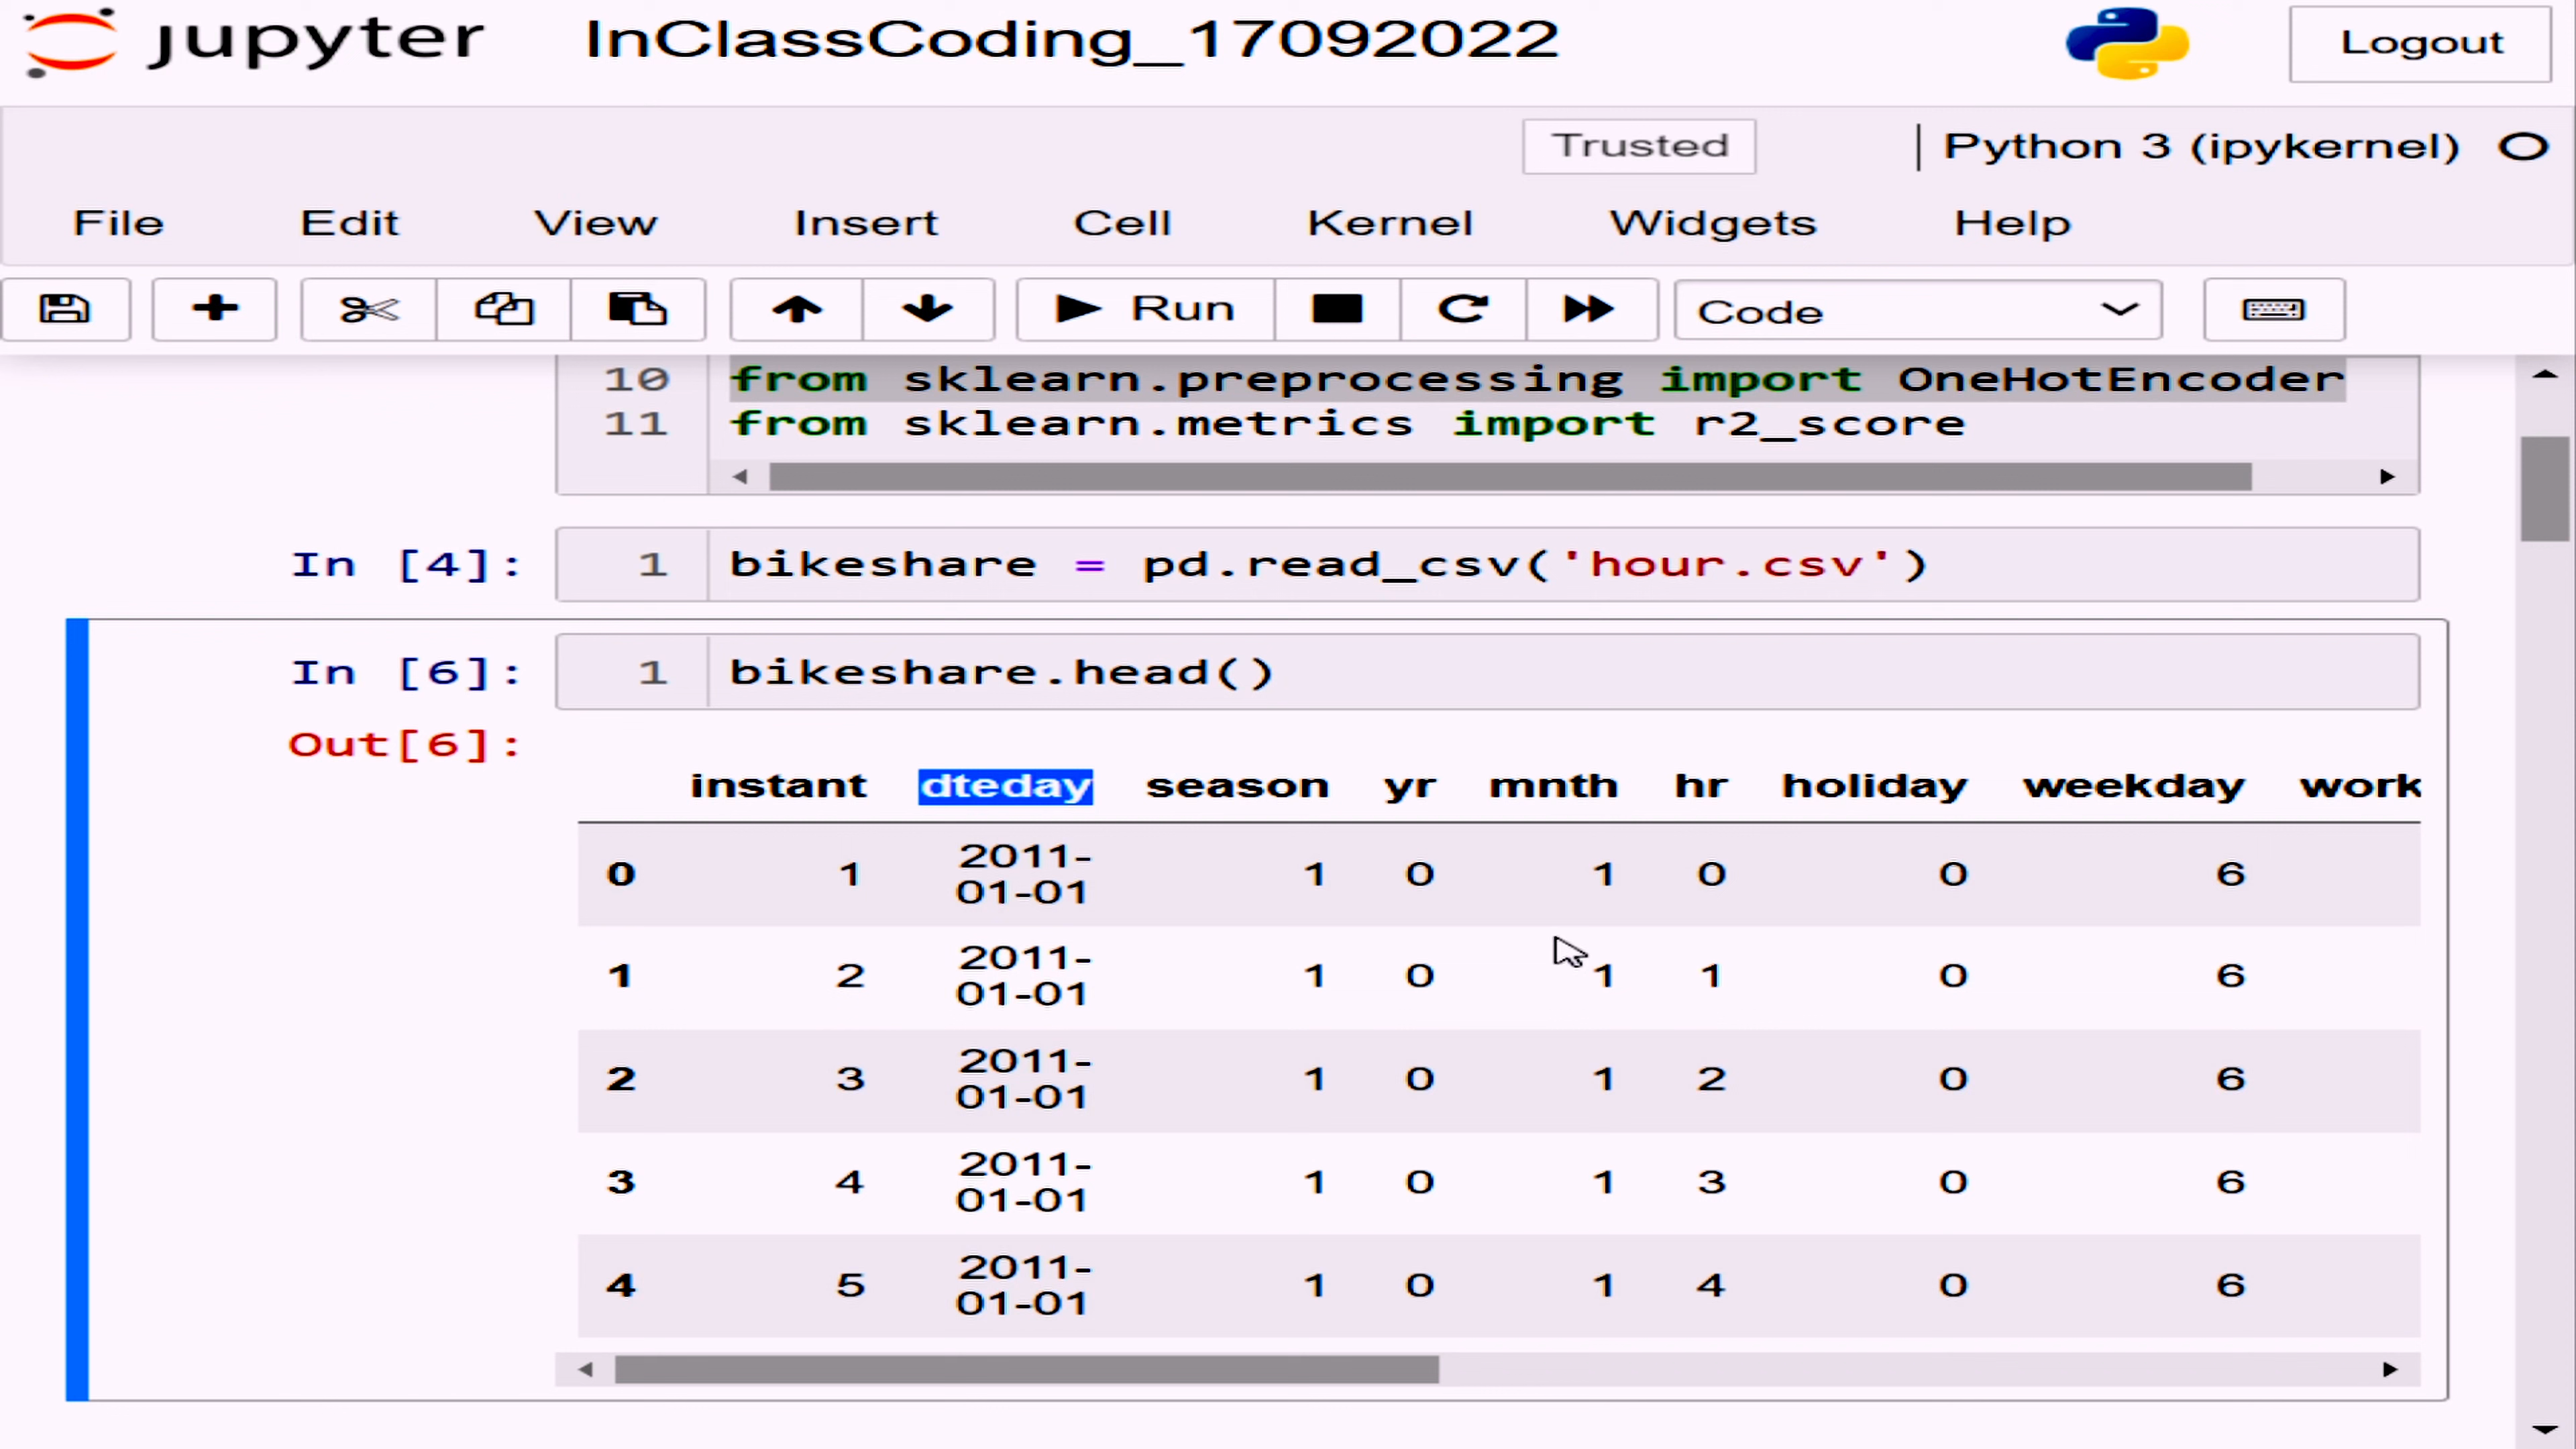 jupyter InClassCoding_17092022 Logout
Trusted Python 3 (ipykernel)
File Edit View Insert Cell Kernel Widgets Help
Run Code
10 from sklearn.preprocessing import OneHotEncoder
11 from sklearn.metrics import r2_score
In [4]: 1 bikeshare = pd.read_csv('hour.csv')
In [6]: 1 bikeshare.head()
Out[6]:
instant dteday season yr mnth hr holiday weekday work
0 1 2011-01-01 1 0 1 0 0 6
1 2 2011-01-01 1 0 1 1 0 6
2 3 2011-01-01 1 0 1 2 0 6
3 4 2011-01-01 1 0 1 3 0 6
4 5 2011-01-01 1 0 1 4 0 6